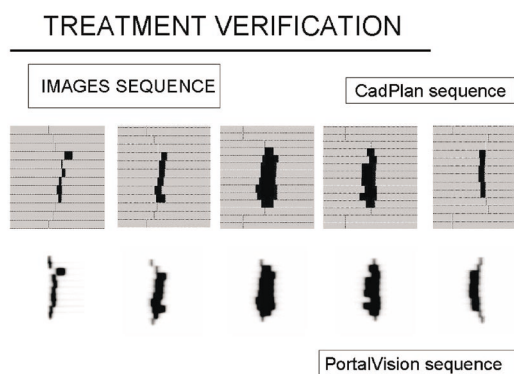 TREATMENT VERIFICATION
IMAGES SEQUENCE
CadPlan sequence
PortalVision sequence